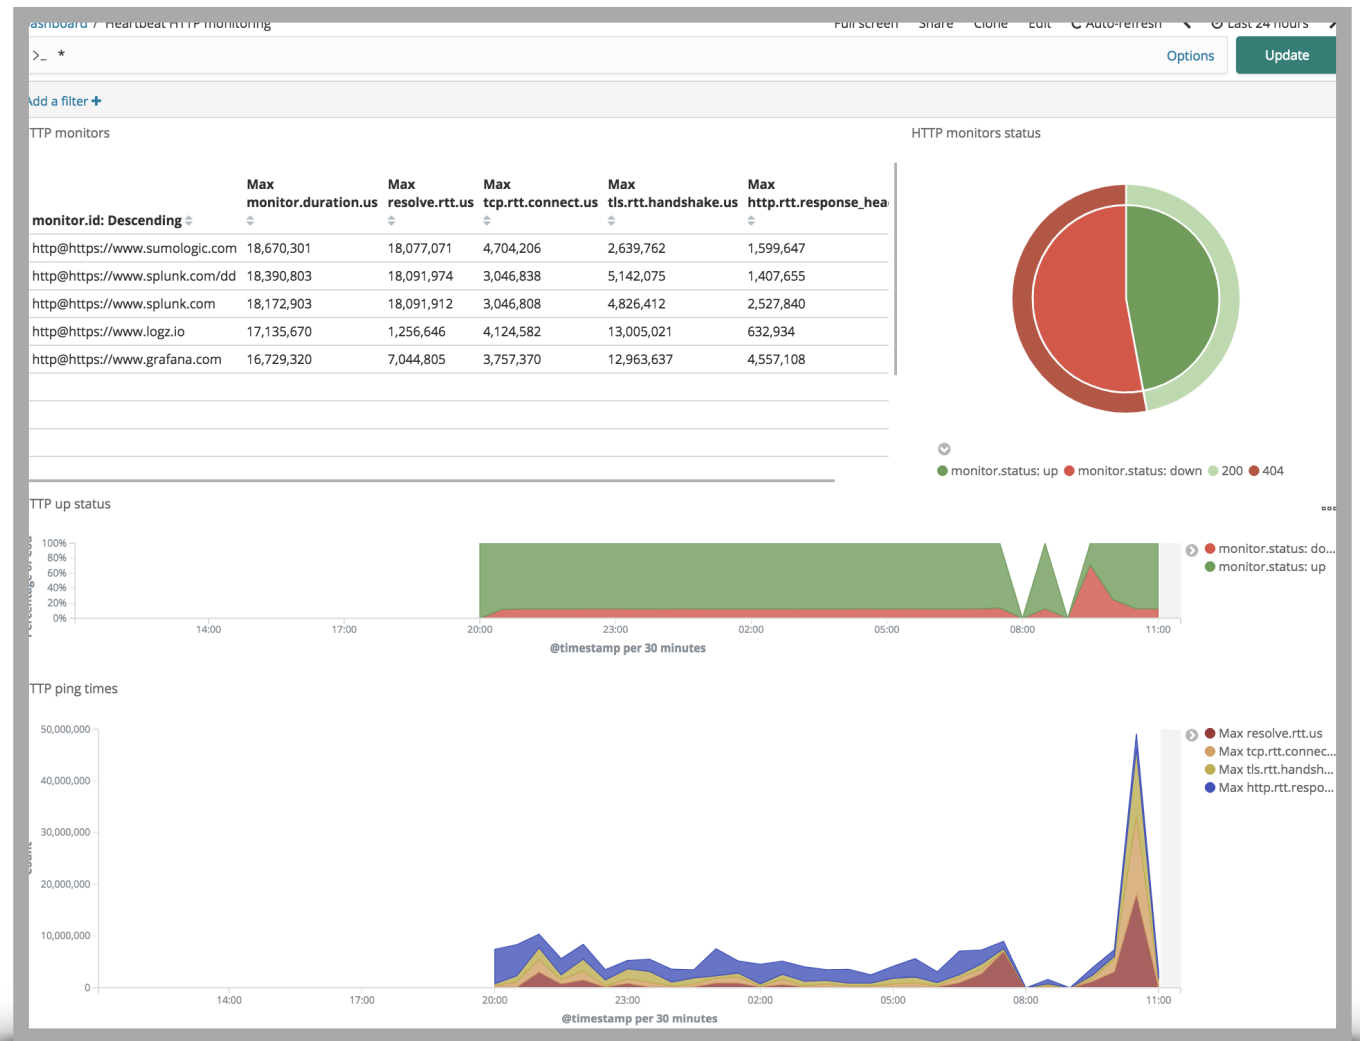 Dashboard / Heartbeat HTTP monitoring Full screen Share Clone Edit Auto-refresh Last 24 hours
>_ * Options Update
Add a filter +
TTP monitors HTTP monitors status
monitor.id: Descending Max monitor.duration.us Max resolve.rtt.us Max tcp.rtt.connect.us Max tls.rtt.handshake.us Max http.rtt.response_hea
http@https://www.sumologic.com 18,670,301 18,077,071 4,704,206 2,639,762 1,599,647
http@https://www.splunk.com/dd 18,390,803 18,091,974 3,046,838 5,142,075 1,407,655
http@https://www.splunk.com 18,172,903 18,091,912 3,046,808 4,826,412 2,527,840
http@https://www.logz.io 17,135,670 1,256,646 4,124,582 13,005,021 632,934
http@https://www.grafana.com 16,729,320 7,044,805 3,757,370 12,963,637 4,557,108
monitor.status: up monitor.status: down 200 404
TTP up status
100%
80%
60%
40%
20%
0%
14:00 17:00 20:00 23:00 02:00 05:00 08:00 11:00
@timestamp per 30 minutes
monitor.status: do...
monitor.status: up
TTP ping times
50,000,000
40,000,000
30,000,000
20,000,000
10,000,000
0
14:00 17:00 20:00 23:00 02:00 05:00 08:00 11:00
@timestamp per 30 minutes
Max resolve.rtt.us
Max tcp.rtt.connec...
Max tls.rtt.handsh...
Max http.rtt.respo...